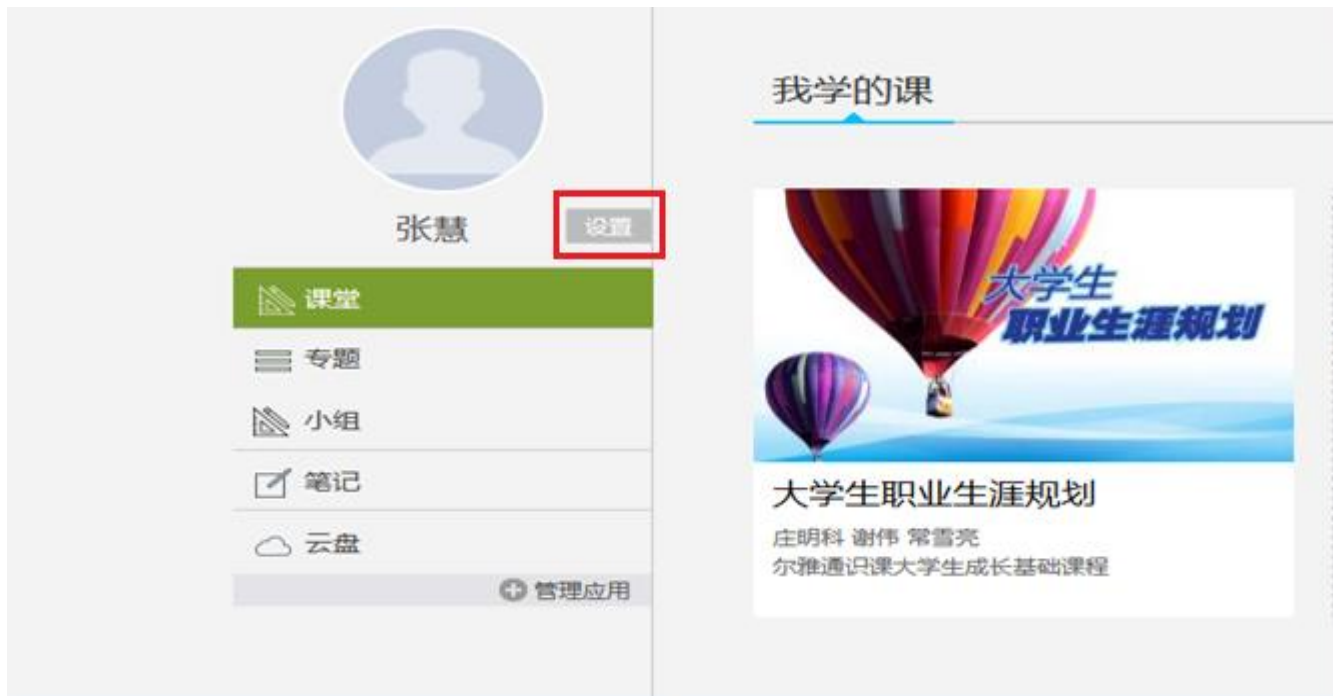 张慧
设置
课堂
专题
小组
笔记
云盘
管理应用
我学的课
大学生
职业生涯规划
大学生职业生涯规划
庄明科 谢伟 常雪亮
尔雅通识课大学生成长基础课程